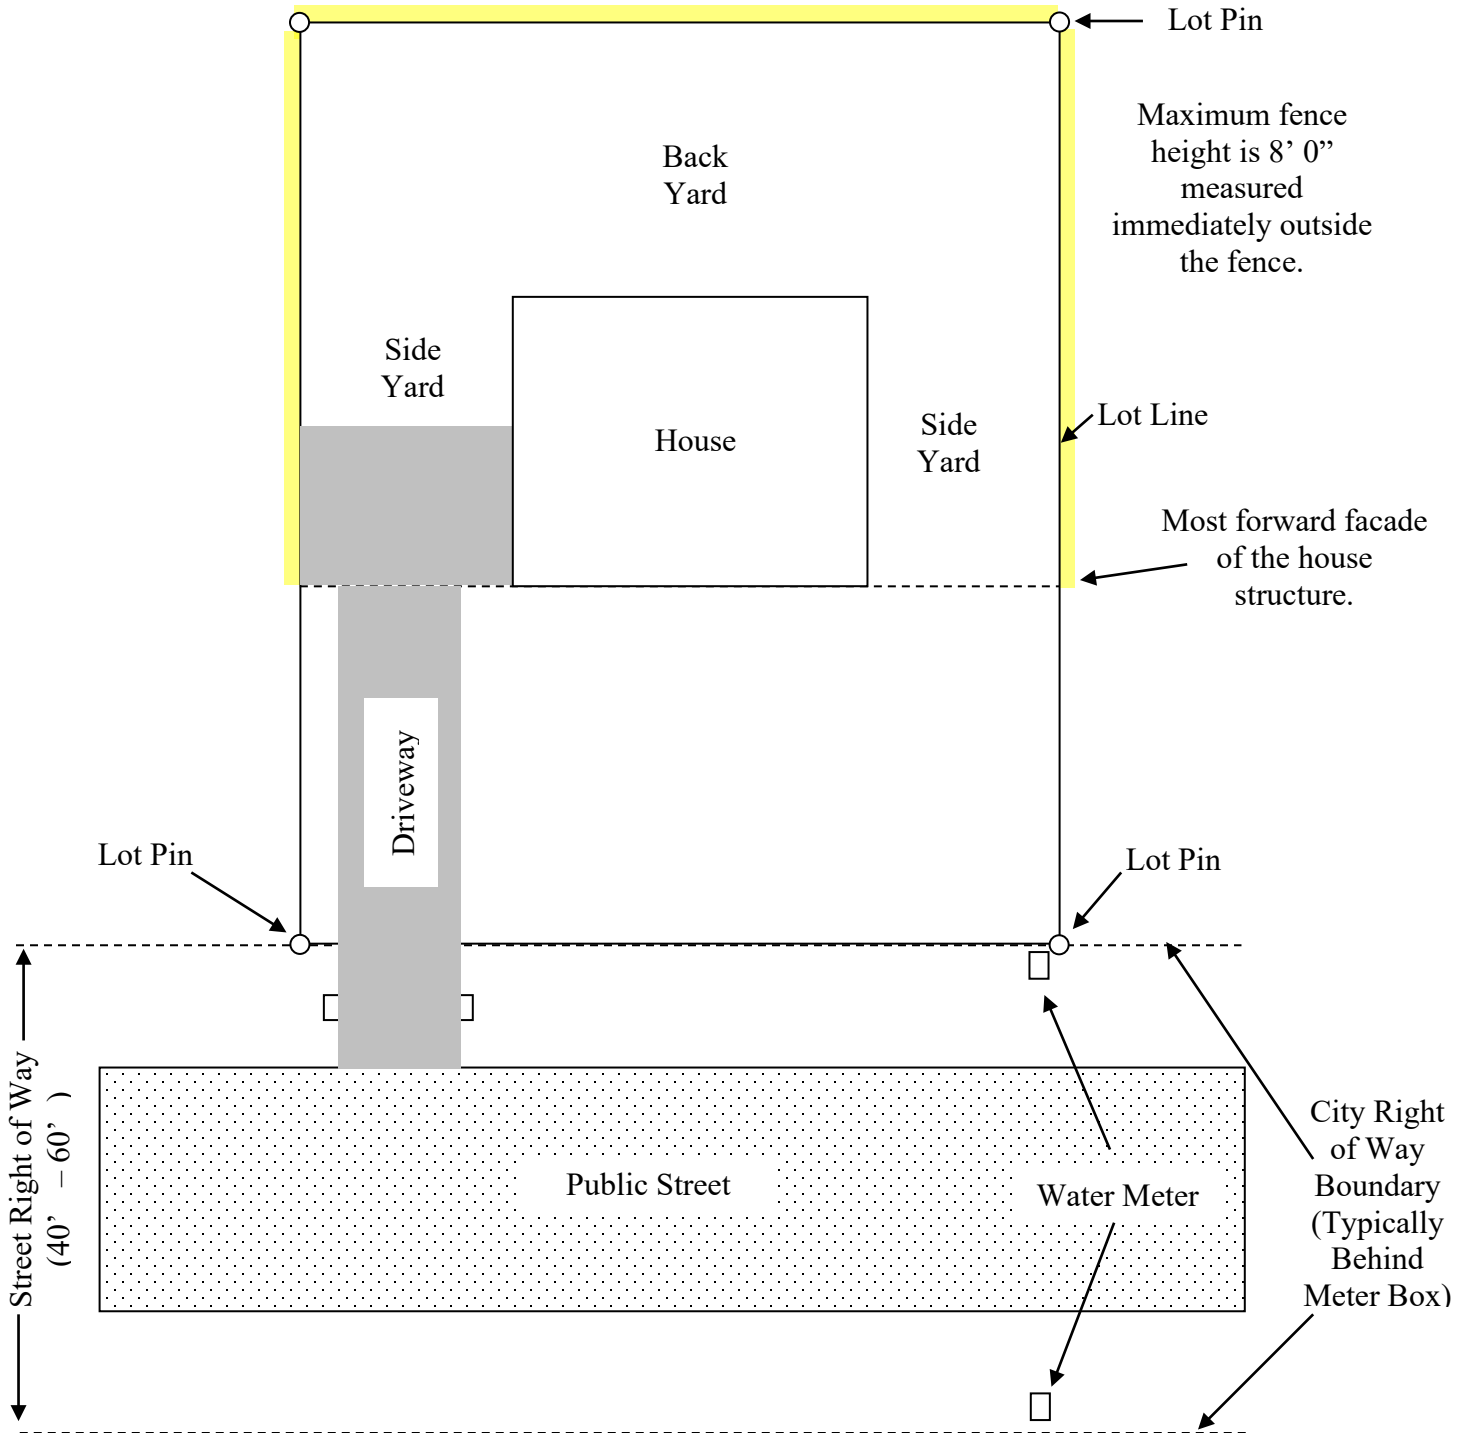 Lot Pin
Maximum fence
height is 8’ 0”
measured
immediately outside
the fence.
Back
Yard
Side
Yard
House
Side
Yard
Lot Line
Most forward facade
of the house
structure.
Driveway
Lot Pin
Lot Pin
Street Right of Way
(40’ – 60’ )
Public Street
Water Meter
City Right
of Way
Boundary
(Typically
Behind
Meter Box)